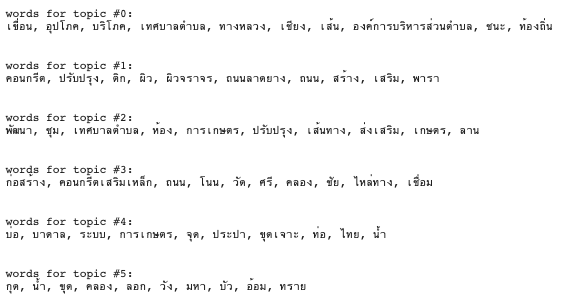 words for topic #0:
เขื่อน, อุปโภค, บริโภค, เทศบาลตำบล, ทางหลวง, เชียง, เส้น, องค์การบริหารส่วนตำบล, ชนะ, ท้องถิ่น
words for topic #1:
คอนกรีต, ปรับปรุง, ตึก, ผิว, ผิวจราจร, ถนนลาดยาง, ถนน, สร้าง, เสริม, พารา
words for topic #2:
พัฒนา, ชุม, เทศบาลตำบล, ห้อง, การเกษตร, ปรับปรุง, เส้นทาง, ส่งเสริม, เกษตร, ลาน
words for topic #3:
ก่อสร้าง, คอนกรีตเสริมเหล็ก, ถนน, โนน, วัด, ศรี, คลอง, ชัย, ไหล่ทาง, เชื่อม
words for topic #4:
บ่อ, บาดาล, ระบบ, การเกษตร, จุด, ประปา, ขุดเจาะ, ท่อ, ไทย, น้ำ
words for topic #5:
กุด, น้ำ, ขุด, คลอง, ลอก, วัง, มหา, บัว, อ้อม, ทราย